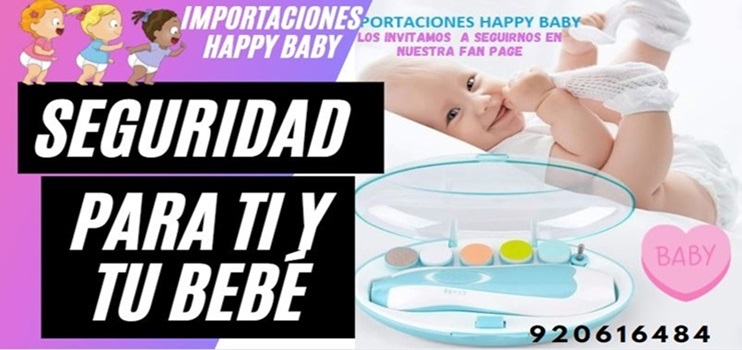 IMPORTACIONES
HAPPY BABY
PORTACIONES HAPPY BABY
LOS INVITAMOS A SEGUIRNOS EN
NUESTRA FAN PAGE
SEGURIDAD
PARA TI Y
TU BEBÉ
BABY
920616484